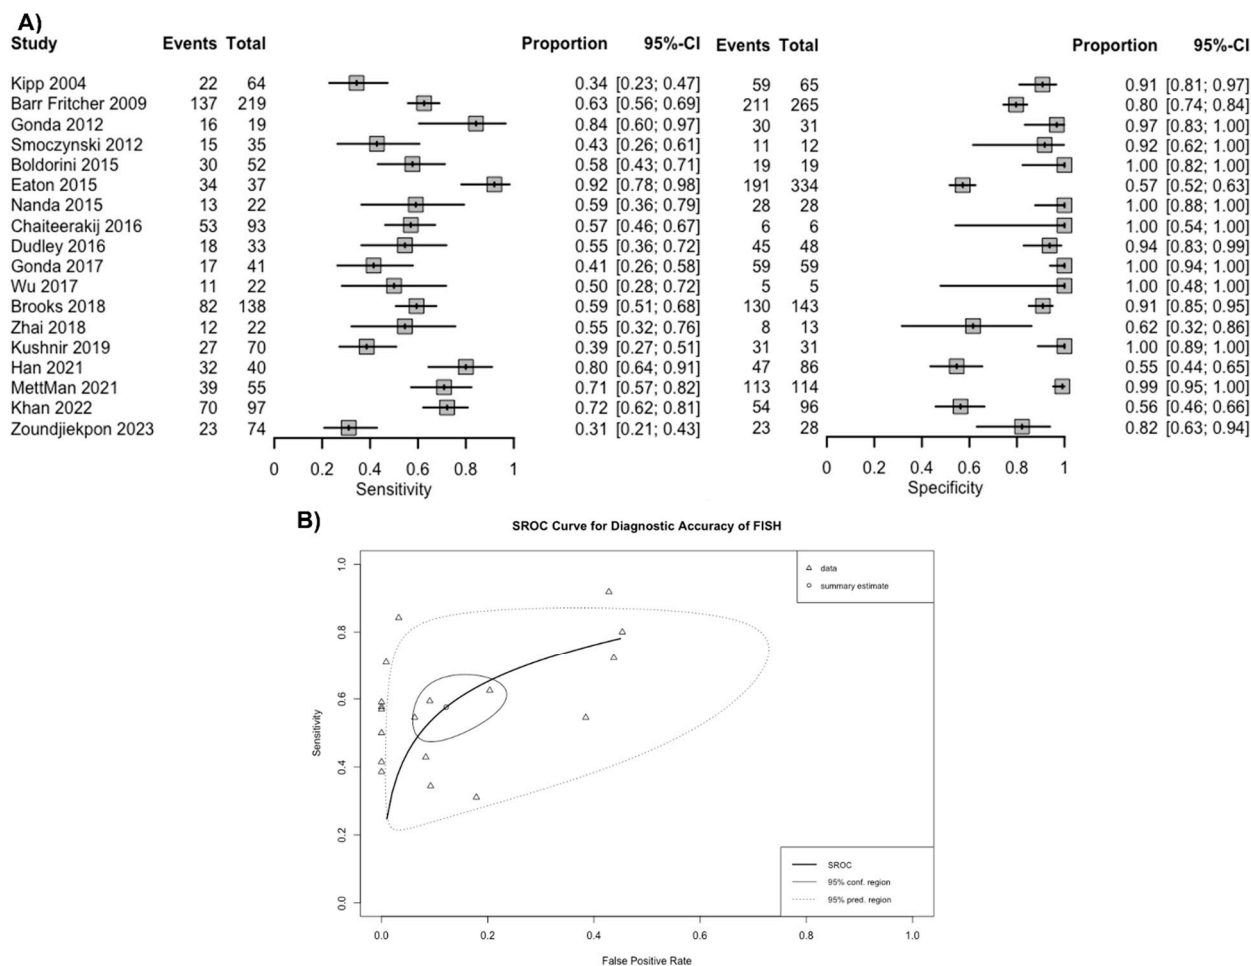 A)
Study Events Total Proportion 95%-CI Events Total Proportion 95%-CI
Kipp 2004 22 64 0.34 [0.23; 0.47] 59 65 0.91 [0.81; 0.97]
Barr Fritcher 2009 137 219 0.63 [0.56; 0.69] 211 265 0.80 [0.74; 0.84]
Gonda 2012 16 19 0.84 [0.60; 0.97] 30 31 0.97 [0.83; 1.00]
Smoczynski 2012 15 35 0.43 [0.26; 0.61] 11 12 0.92 [0.62; 1.00]
Boldorini 2015 30 52 0.58 [0.43; 0.71] 19 19 1.00 [0.82; 1.00]
Eaton 2015 34 37 0.92 [0.78; 0.98] 191 334 0.57 [0.52; 0.63]
Nanda 2015 13 22 0.59 [0.36; 0.79] 28 28 1.00 [0.88; 1.00]
Chaiteerakij 2016 53 93 0.57 [0.46; 0.67] 6 6 1.00 [0.54; 1.00]
Dudley 2016 18 33 0.55 [0.36; 0.72] 45 48 0.94 [0.83; 0.99]
Gonda 2017 17 41 0.41 [0.26; 0.58] 59 59 1.00 [0.94; 1.00]
Wu 2017 11 22 0.50 [0.28; 0.72] 5 5 1.00 [0.48; 1.00]
Brooks 2018 82 138 0.59 [0.51; 0.68] 130 143 0.91 [0.85; 0.95]
Zhai 2018 12 22 0.55 [0.32; 0.76] 8 13 0.62 [0.32; 0.86]
Kushnir 2019 27 70 0.39 [0.27; 0.51] 31 31 1.00 [0.89; 1.00]
Han 2021 32 40 0.80 [0.64; 0.91] 47 86 0.55 [0.44; 0.65]
MettMan 2021 39 55 0.71 [0.57; 0.82] 113 114 0.99 [0.95; 1.00]
Khan 2022 70 97 0.72 [0.62; 0.81] 54 96 0.56 [0.46; 0.66]
Zoundjiekpon 2023 23 74 0.31 [0.21; 0.43] 23 28 0.82 [0.63; 0.94]
0 0.2 0.4 0.6 0.8 1 0 0.2 0.4 0.6 0.8 1
Sensitivity Specificity
B)
SROC Curve for Diagnostic Accuracy of FISH
data
summary estimate
1.0
0.8
0.6
0.4
0.2
0.0
Sensitivity
SROC
95% conf. region
95% pred. region
0.0 0.2 0.4 0.6 0.8 1.0
False Positive Rate